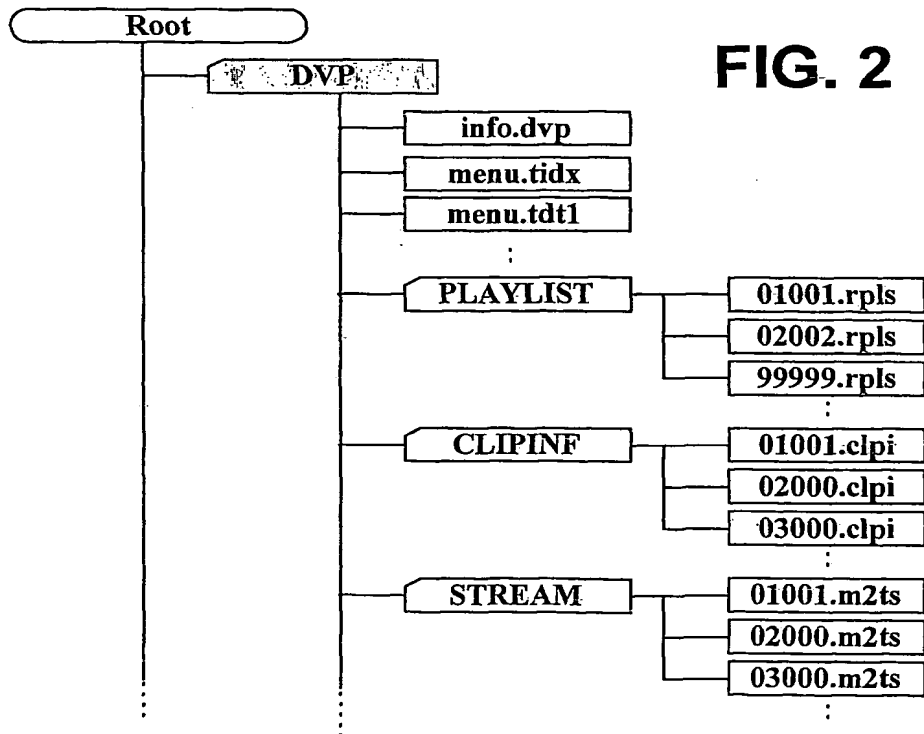 Root
FIG. 2
DVP
info.dvp
menu.tidx
menu.tdt1
PLAYLIST
01001.rpls
02002.rpls
99999.rpls
CLIPINF
01001.clpi
02000.clpi
03000.clpi
STREAM
01001.m2ts
02000.m2ts
03000.m2ts